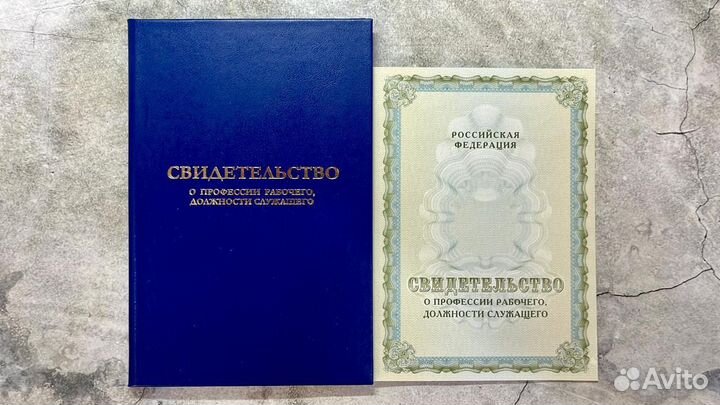 СВИДЕТЕЛЬСТВО
О ПРОФЕССИИ РАБОЧЕГО,
ДОЛЖНОСТИ СЛУЖАЩЕГО
РОССИЙСКАЯ
ФЕДЕРАЦИЯ
СВИДЕТЕЛЬСТВО
О ПРОФЕССИИ РАБОЧЕГО,
ДОЛЖНОСТИ СЛУЖАЩЕГО
Avito